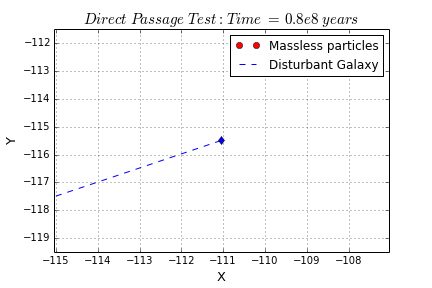 Direct Passage Test : Time = 0.8e8 years
Massless particles
Disturbant Galaxy
Y
−112
−113
−114
−115
−116
−117
−118
−119
−115 −114 −113 −112 −111 −110 −109 −108
X